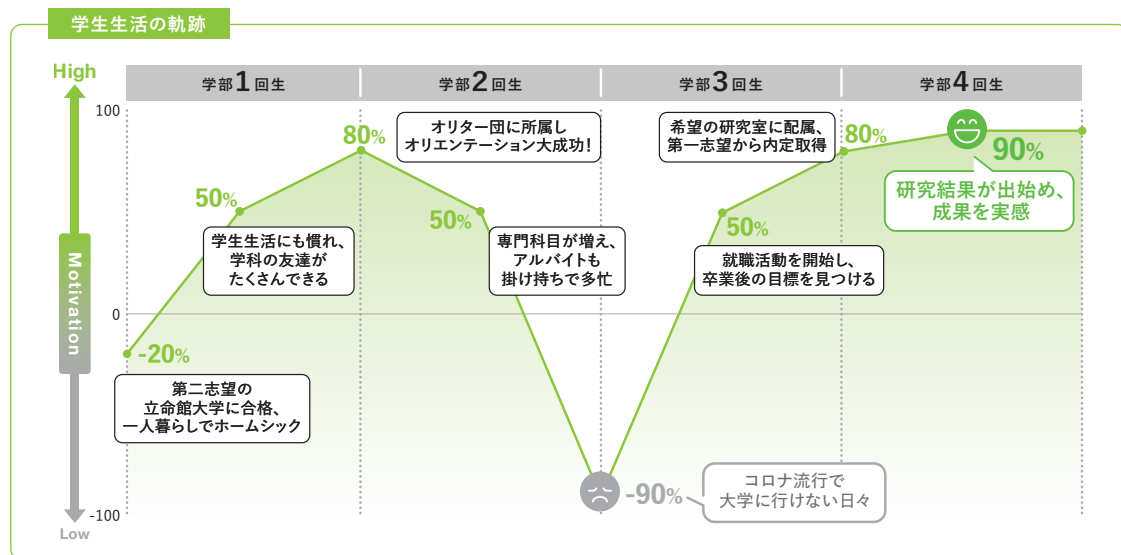 学生生活の軌跡
High
学部1回生
学部2回生
学部3回生
学部4回生
100
0
-100
Motivation
Low
-20%
第二志望の
立命館大学に合格、
一人暮らしでホームシック
50%
学生生活にも慣れ、
学科の友達が
たくさんできる
80%
オリター団に所属し
オリエンテーション大成功!
50%
専門科目が増え、
アルバイトも
掛け持ちで多忙
-90%
コロナ流行で
大学に行けない日々
50%
就職活動を開始し、
卒業後の目標を見つける
希望の研究室に配属、
第一志望から内定取得
80%
90%
研究結果が出始め、
成果を実感